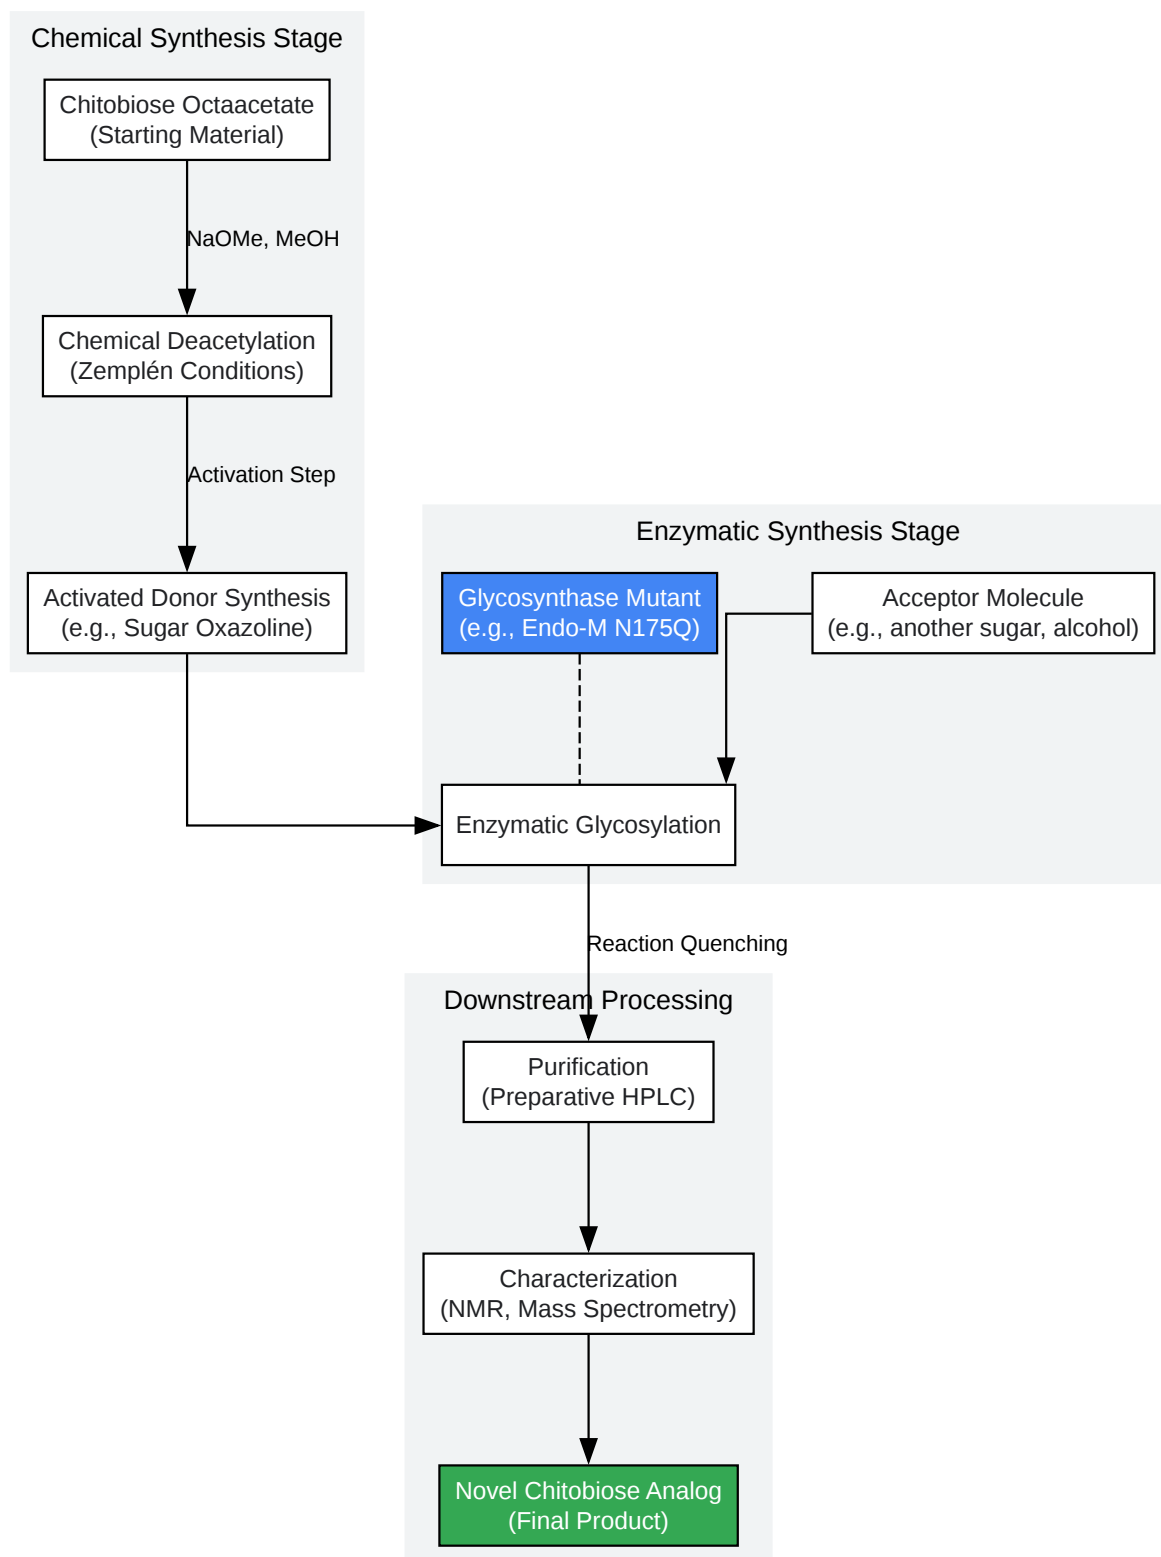 Chemical Synthesis Stage
Chitobiose Octaacetate
(Starting Material)
NaOMe, MeOH
Chemical Deacetylation
(Zemplén Conditions)
Activation Step
Activated Donor Synthesis
(e.g., Sugar Oxazoline)
Enzymatic Synthesis Stage
Glycosynthase Mutant
(e.g., Endo-M N175Q)
Acceptor Molecule
(e.g., another sugar, alcohol)
Enzymatic Glycosylation
Reaction Quenching
Downstream Processing
Purification
(Preparative HPLC)
Characterization
(NMR, Mass Spectrometry)
Novel Chitobiose Analog
(Final Product)